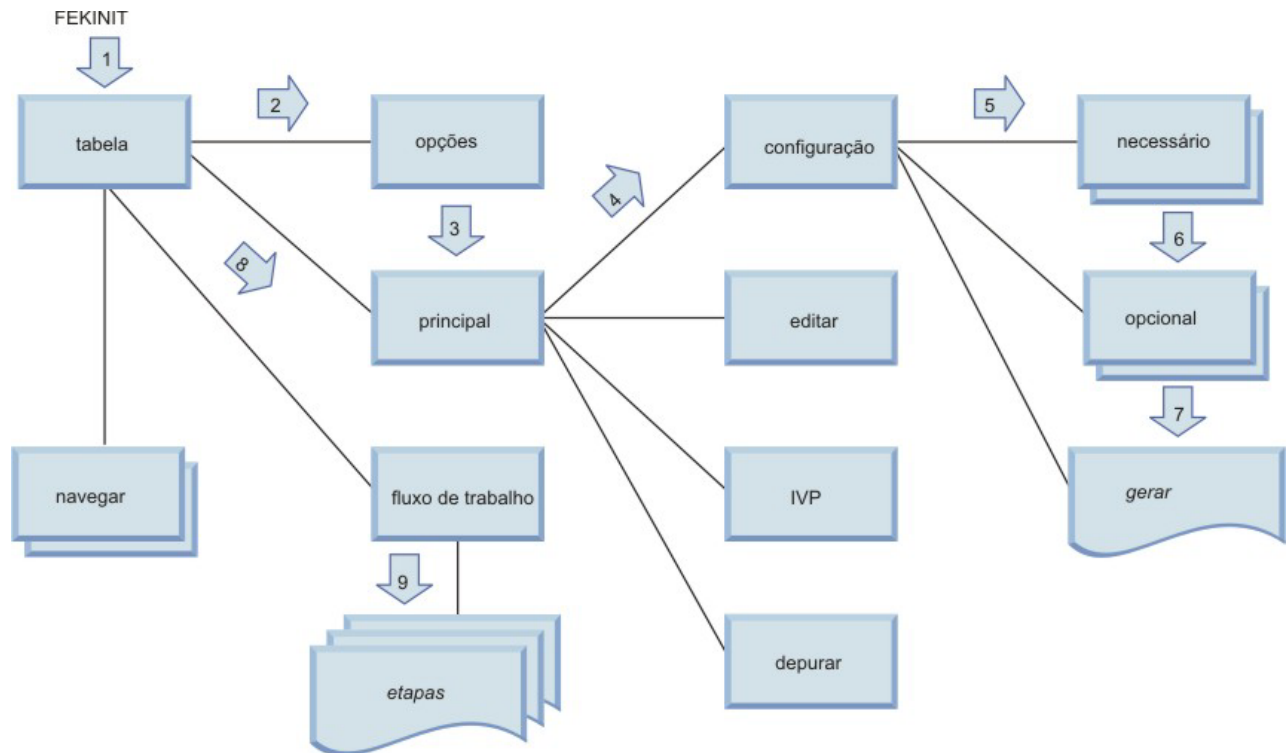 FEKINIT
1
2
5
tabela
opções
configuração
necessário
4
3
6
8
principal
editar
opcional
7
navegar
fluxo de trabalho
IVP
gerar
9
etapas
depurar